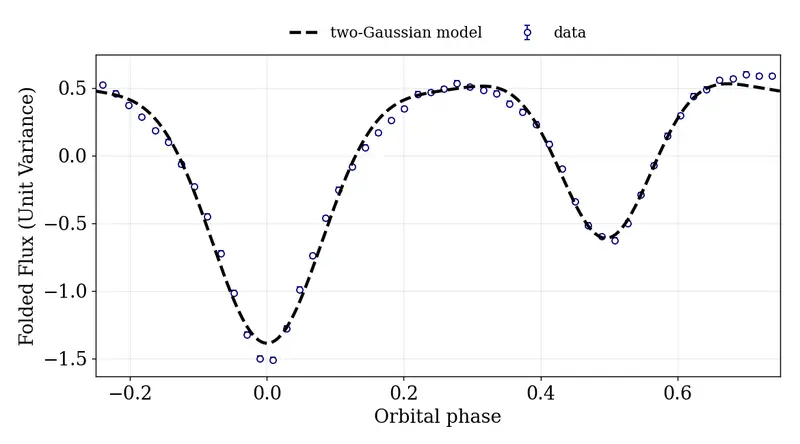 two-Gaussian model
data
Folded Flux (Unit Variance)
0.5
0.0
−0.5
−1.0
−1.5
−0.2
0.0
0.2
0.4
0.6
Orbital phase